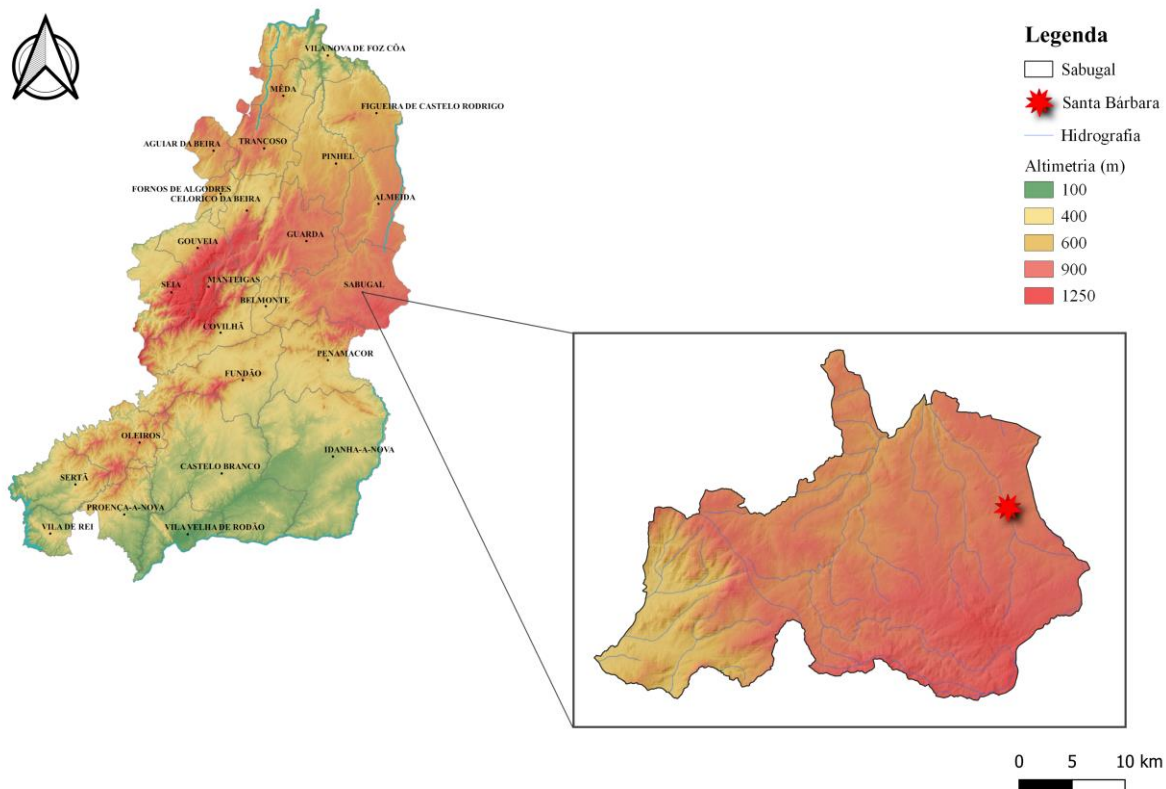 VILA NOVA DE FOZ CÔA
MÊDA
FIGUEIRA DE CASTELO RODRIGO
AGUIAR DA BEIRA
TRANCOSO
PINHEL
FORNOS DE ALGODRES
CELORICO DA BEIRA
ALMEIDA
GOUVEIA
GUARDA
SEIA
MANTEIGAS
SABUGAL
BELMONTE
COVILHÃ
PENAMACOR
FUNDÃO
OLEIROS
IDANHA-A-NOVA
CASTELO BRANCO
SERTÃ
PROENÇA-A-NOVA
VILA DE REI
VILA VELHA DE RODÃO
Legenda
Sabugal
Santa Bárbara
Hidrografia
Altimetria (m)
100
400
600
900
1250
0 5 10 km